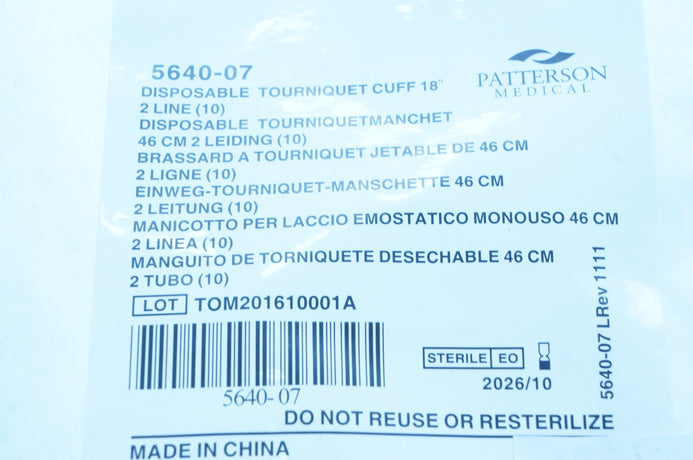 5640-07
PATTERSON
MEDICAL
DISPOSABLE TOURNIQUET CUFF 18"
2 LINE (10)
DISPOSABLE TOURNIQUETMANCHET
46 CM 2 LEIDING (10)
BRASSARD A TOURNIQUET JETABLE DE 46 CM
2 LIGNE (10)
EINWEG-TOURNIQUET-MANSCHETTE 46 CM
2 LEITUNG (10)
MANICOTTO PER LACCIO EMOSTATICO MONOUSO 46 CM
2 LINEA (10)
MANGUITO DE TORNIQUETE DESECHABLE 46 CM
2 TUBO (10)
LOT TOM201610001A
5640-07
STERILE EO
2026/10
5640-07 LRev 1111
DO NOT REUSE OR RESTERILIZE
MADE IN CHINA